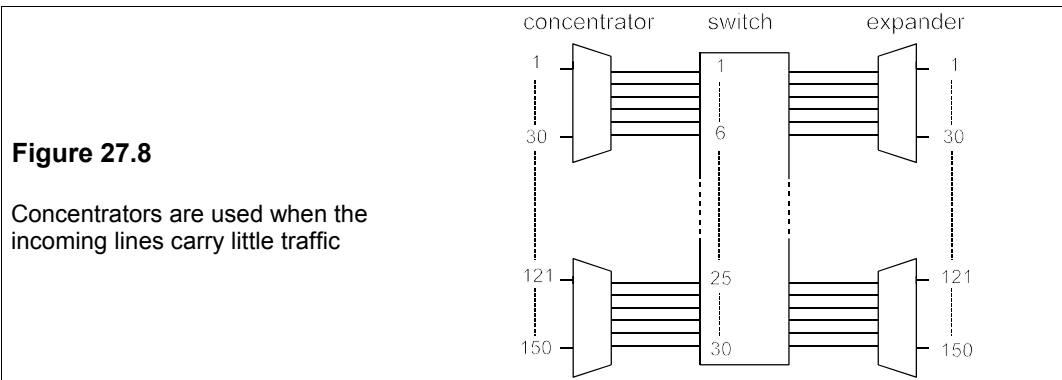 Figure 27.8
Concentrators are used when the
incoming lines carry little traffic
concentrator switch expander
1 1 1
30 6 30
121 25 121
150 30 150